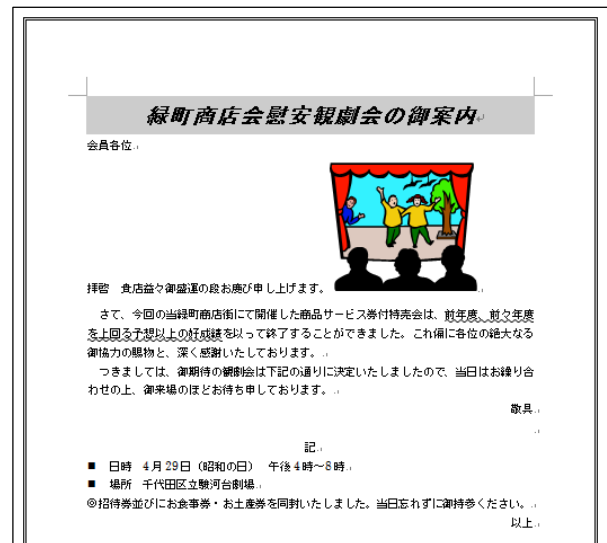 緑町商店会慰安観劇会の御案内
会員各位
拝啓　貴店益々御盛運の段お慶び申し上げます。
さて、今回の当緑町商店街にて開催した商品サービス券付特売会は、前年度、前々年度
を上回る予想以上の好成績を以って終了することができました。これ偏に各位の絶大なる
御協力の賜物と、深く感謝いたしております。
つきましては、御期待の観劇会は下記の通りに決定いたしましたので、当日はお繰り合
わせの上、御来場のほどお待ち申しております。
敬具
記
■　日時　4月29日（昭和の日）　午後4時～8時
■　場所　千代田区立駿河台劇場
◎招待券並びにお食事券・お土産券を同封いたしました。当日忘れずに御持参ください。
以上